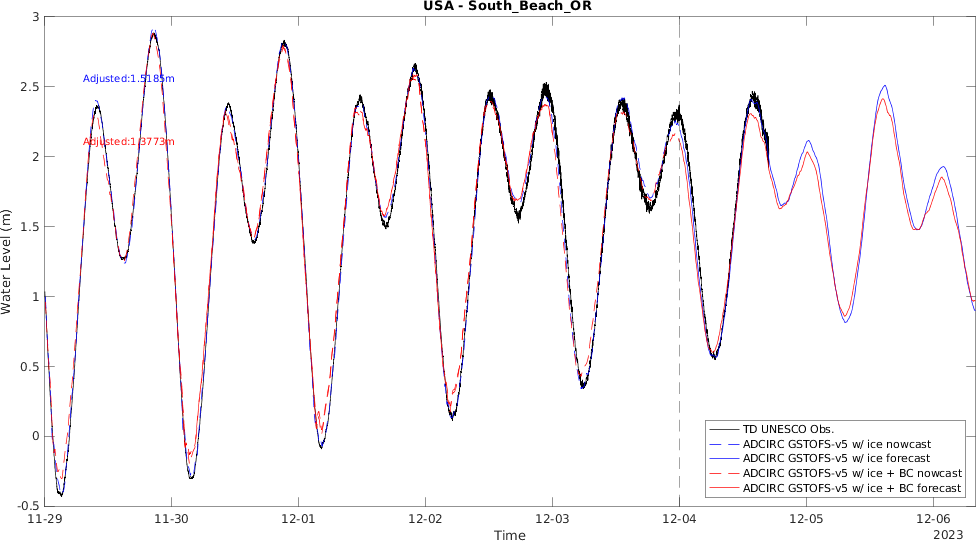 USA - South_Beach_OR
3
2.5
2
1.5
1
0.5
0
-0.5
Water Level (m)
Adjusted:1.5185m
Adjusted:1.3773m
TD UNESCO Obs.
ADCIRC GSTOFS-v5 w/ ice nowcast
ADCIRC GSTOFS-v5 w/ ice forecast
ADCIRC GSTOFS-v5 w/ ice + BC nowcast
ADCIRC GSTOFS-v5 w/ ice + BC forecast
11-29 11-30 12-01 12-02 12-03 12-04 12-05 12-06
Time
2023